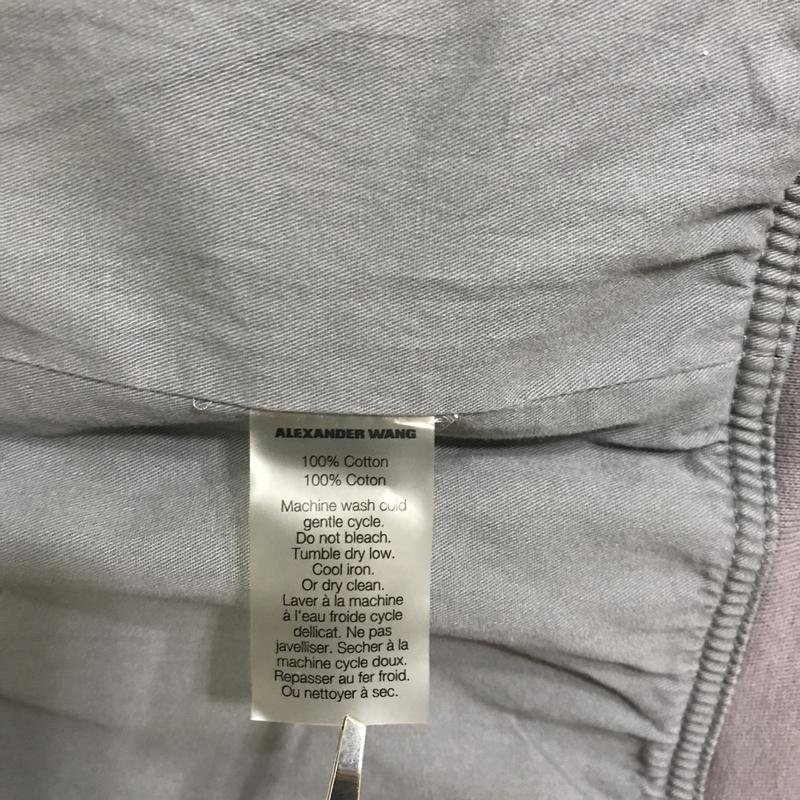 ALEXANDER WANG
100% Cotton
100% Coton
Machine wash cold
gentle cycle.
Do not bleach.
Tumble dry low.
Cool iron.
Or dry clean.
Laver à la machine
à l'eau froide cycle
dellicat. Ne pas
javelliser. Secher à la
machine cycle doux.
Repasser au fer froid.
Ou nettoyer à sec.